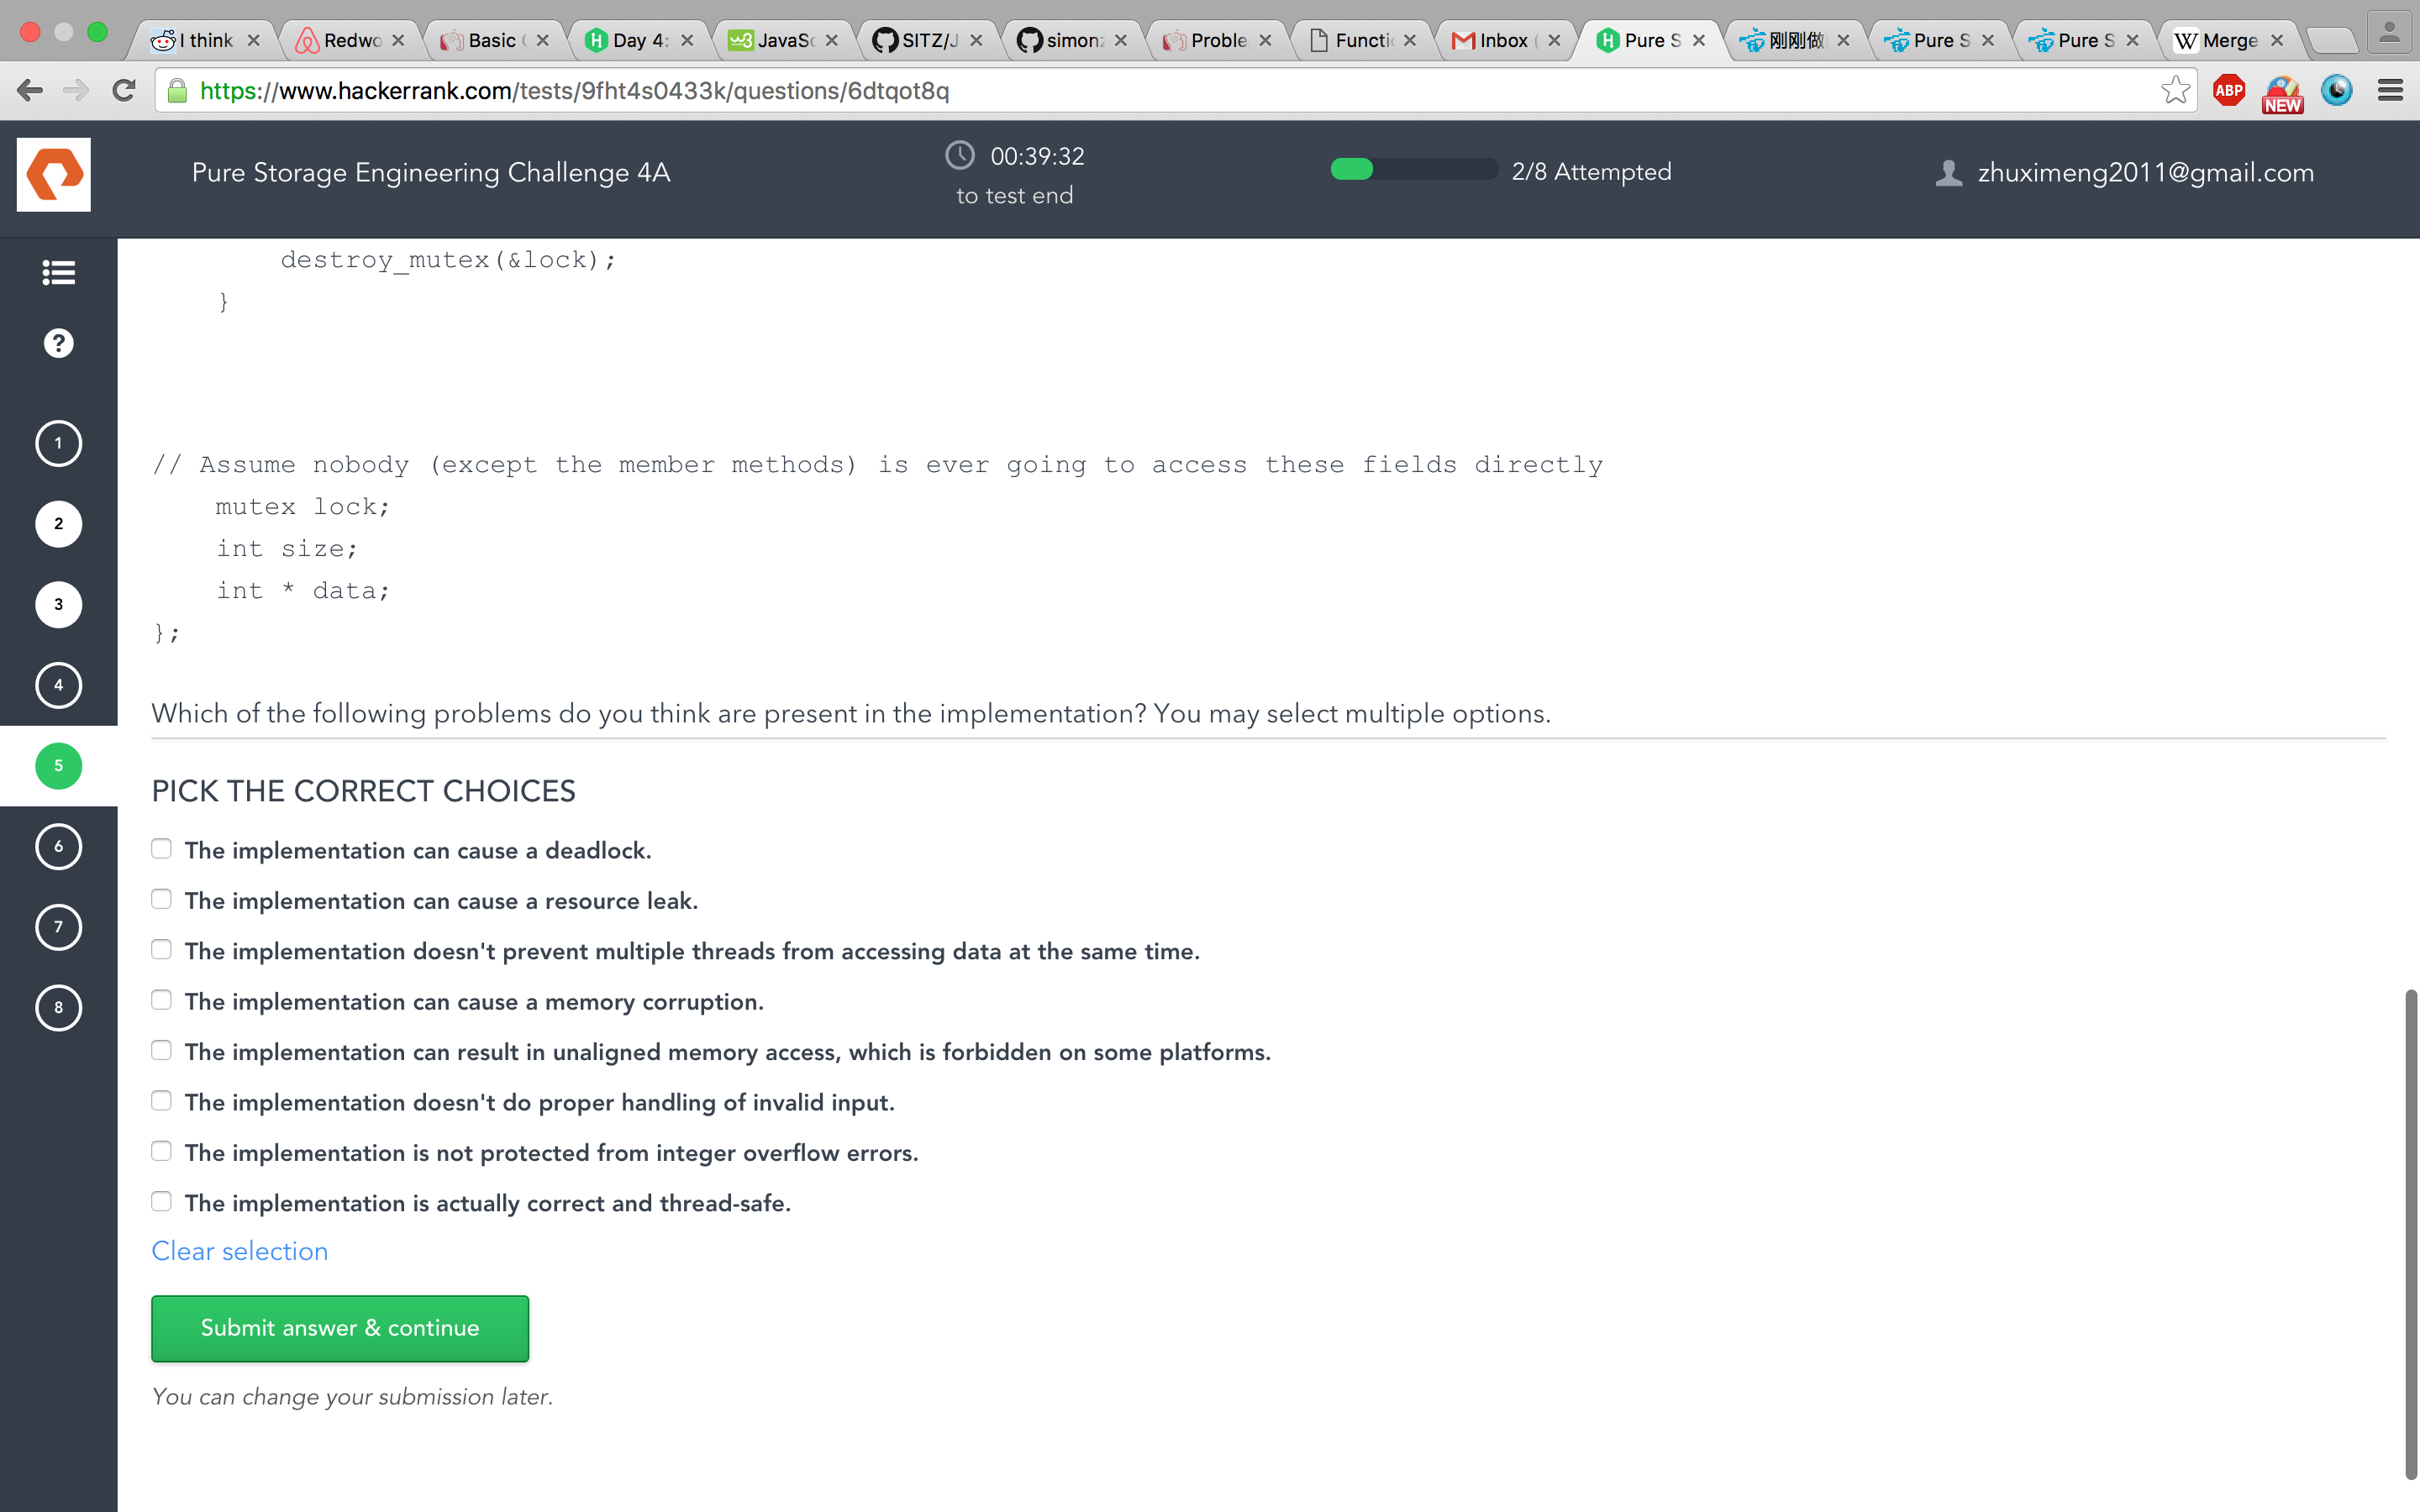 I think
Redwo
Basic (
Day 4:
JavaSc
SITZ/J
simonz
Proble
Functi
Inbox (
Pure S
刚刚做
Pure S
Pure S
W Merge
https://www.hackerrank.com/tests/9fht4s0433k/questions/6dtqot8q
ABP
NEW
Pure Storage Engineering Challenge 4A
00:39:32
to test end
2/8 Attempted
zhuximeng2011@gmail.com
destroy_mutex(&lock);
}
// Assume nobody (except the member methods) is ever going to access these fields directly
mutex lock;
int size;
int * data;
};
Which of the following problems do you think are present in the implementation? You may select multiple options.
PICK THE CORRECT CHOICES
The implementation can cause a deadlock.
The implementation can cause a resource leak.
The implementation doesn't prevent multiple threads from accessing data at the same time.
The implementation can cause a memory corruption.
The implementation can result in unaligned memory access, which is forbidden on some platforms.
The implementation doesn't do proper handling of invalid input.
The implementation is not protected from integer overflow errors.
The implementation is actually correct and thread-safe.
Clear selection
Submit answer & continue
You can change your submission later.
?
1
2
3
4
5
6
7
8